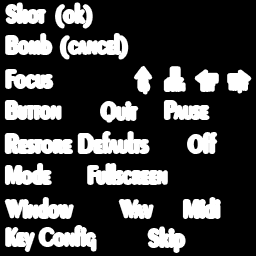 Shot (ok)
Bomb (cancel)
Focus
Button Quit Pause
Restore Defaults Off
Mode Fullscreen
Window Wav Midi
Key Config Skip